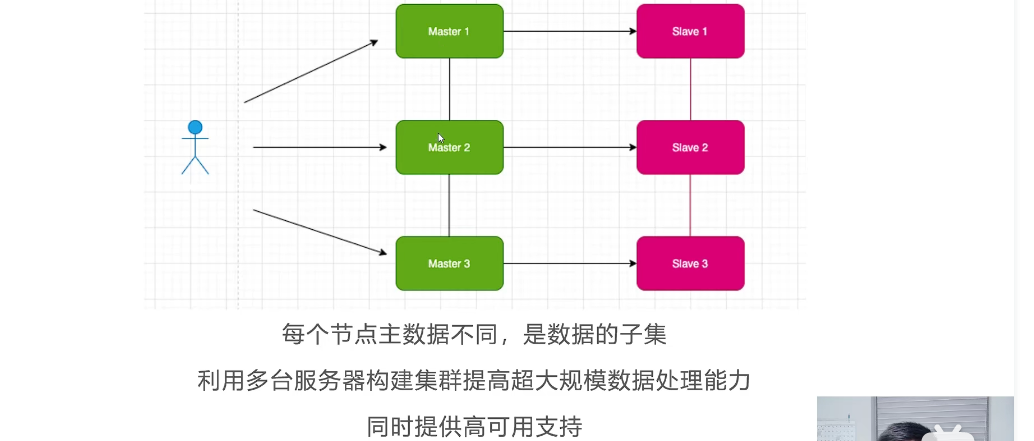 Master 1
Slave 1
Master 2
Slave 2
Master 3
Slave 3
每个节点主数据不同，是数据的子集
利用多台服务器构建集群提高超大规模数据处理能力
同时提供高可用支持